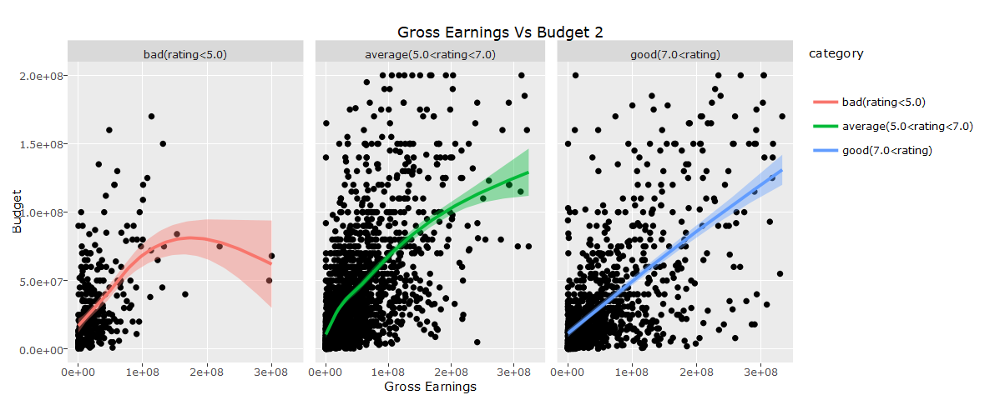 Gross Earnings Vs Budget 2
bad(rating<5.0)
average(5.0<rating<7.0)
good(7.0<rating)
category
bad(rating<5.0)
average(5.0<rating<7.0)
good(7.0<rating)
Budget
2.0e+08
1.5e+08
1.0e+08
5.0e+07
0.0e+00
0e+00 1e+08 2e+08 3e+08
0e+00 1e+08 2e+08 3e+08
0e+00 1e+08 2e+08 3e+08
Gross Earnings